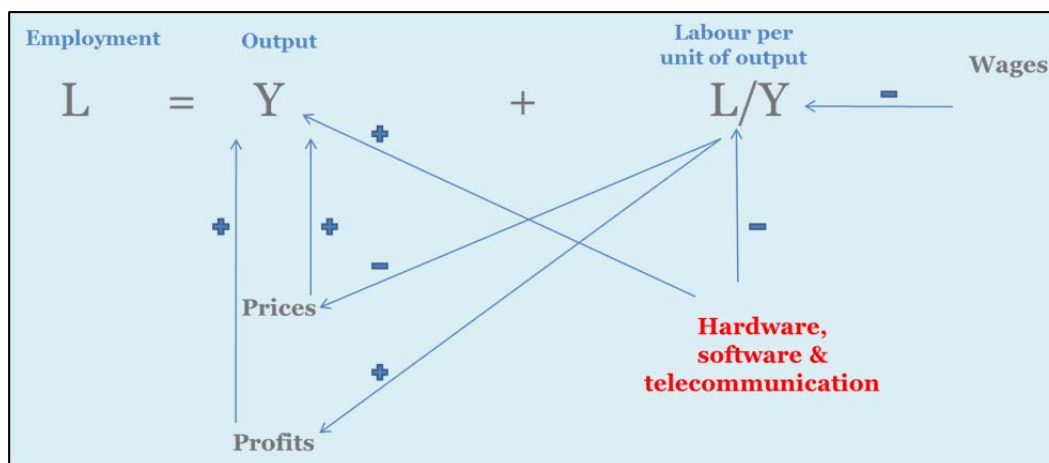 Employment
Output
Labour per
unit of output
Wages
L = Y + L/Y
-
+
+
+
-
-
Prices
+
Hardware,
software &
telecommunication
Profits